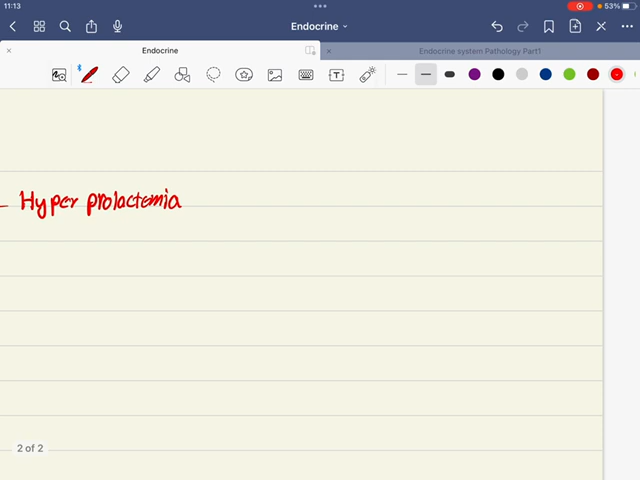 11:13
53%
Endocrine
Endocrine
Endocrine system Pathology Part1
- Hyper prolactemia
2 of 2